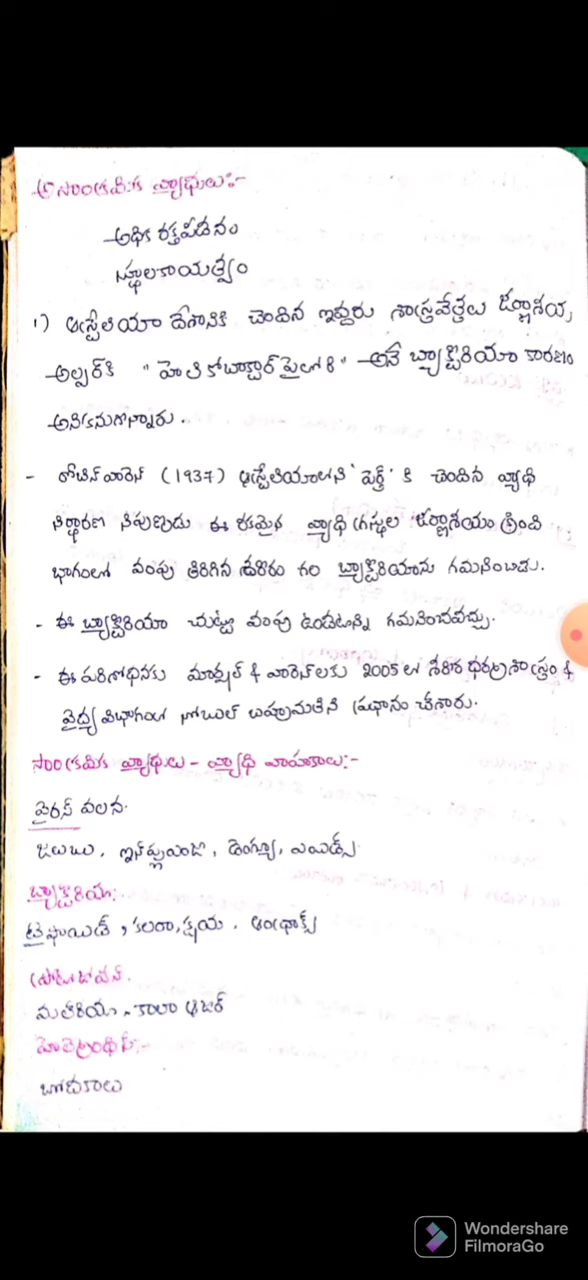 అసాంక్రమిక వ్యాధులు:-
అధిక రక్తపీడనం
స్థూలకాయత్వం
1) ఆస్ట్రేలియా దేశానికి చెందిన ఇద్దరు శాస్త్రవేత్తలు జీర్ణాశయ,
అల్సర్‌కి "హెలికోబాక్టార్ పైలోరి" అనే బ్యాక్టీరియా కారణం
అని కనుగొన్నారు.
- రోబిన్ వారెన్ (1937) ఆస్ట్రేలియాలోని 'పెర్త్' కి చెందిన వ్యాధి
నిర్ధారణ నిపుణుడు ఈ రకమైన వ్యాధి గ్రస్థుల జీర్ణాశయం క్రింది
భాగంలో వంపు తిరిగిన శరీరం గల బ్యాక్టీరియాను గమనించాడు.
- ఈ బ్యాక్టీరియా చుట్టూ వంపు ఉండటాన్ని గమనించవచ్చు.
- ఈ పరిశోధనకు మార్షల్ & వారెన్‌లకు 2005 లో శరీర ధర్మశాస్త్రం &
వైద్య విభాగంలో నోబుల్ బహుమతిని ప్రధానం చేశారు.
సాంక్రమిక వ్యాధులు - వ్యాధి వాహకాలు:-
వైరస్ వలన.
జలుబు, ఇన్‌ఫ్లుయెంజా, డెంగ్యూ, ఎయిడ్స్
బ్యాక్టీరియా:
టైఫాయిడ్, కలరా, క్షయ. ఆంథ్రాక్స్
ప్రోటోజోవన్.
మలేరియా, కాలా ఆజార్
హెల్మెంథిస్:-
బోదకాలు
Wondershare
FilmoraGo